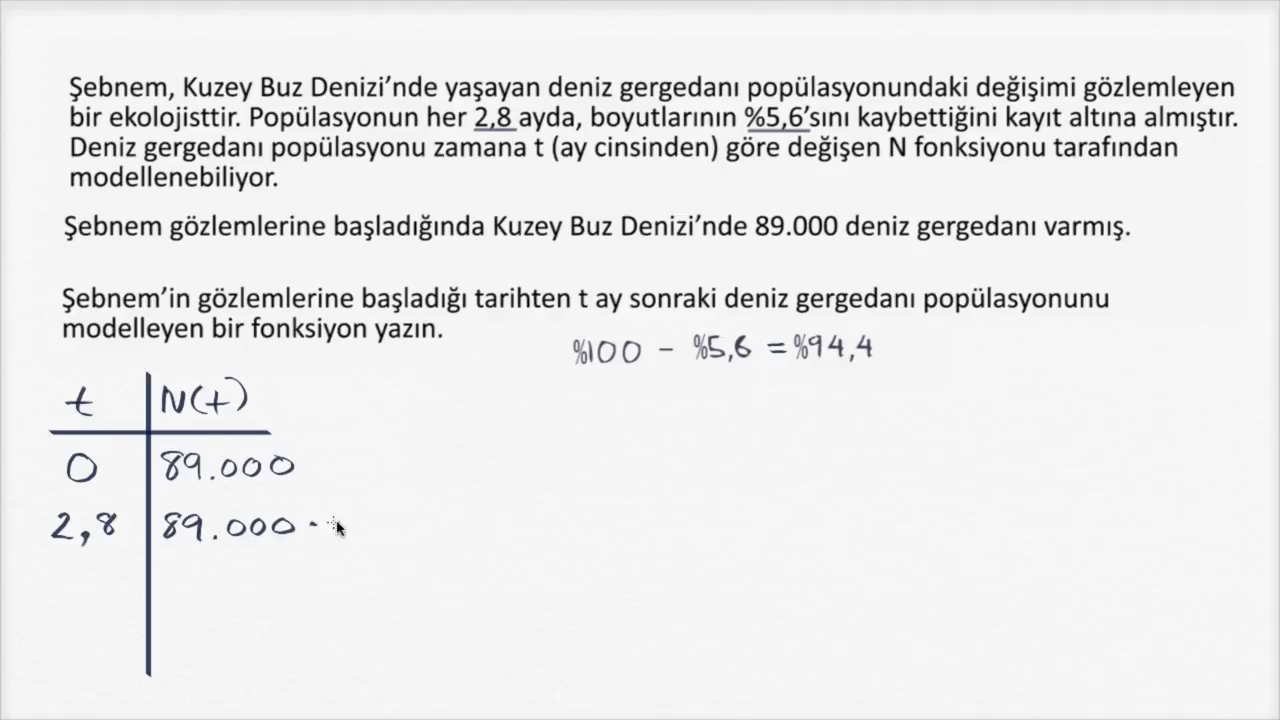 Şebnem, Kuzey Buz Denizi’nde yaşayan deniz gergedanı popülasyonundaki değişimi gözlemleyen
bir ekolojisttir. Popülasyonun her 2,8 ayda, boyutlarının %5,6’sını kaybettiğini kayıt altına almıştır.
Deniz gergedanı popülasyonu zamana t (ay cinsinden) göre değişen N fonksiyonu tarafından
modellenebiliyor.
Şebnem gözlemlerine başladığında Kuzey Buz Denizi’nde 89.000 deniz gergedanı varmış.
Şebnem’in gözlemlerine başladığı tarihten t ay sonraki deniz gergedanı popülasyonunu
modelleyen bir fonksiyon yazın.
%100 - %5,6 = %94,4
t N(t)
0 89.000
2,8 89.000 ·